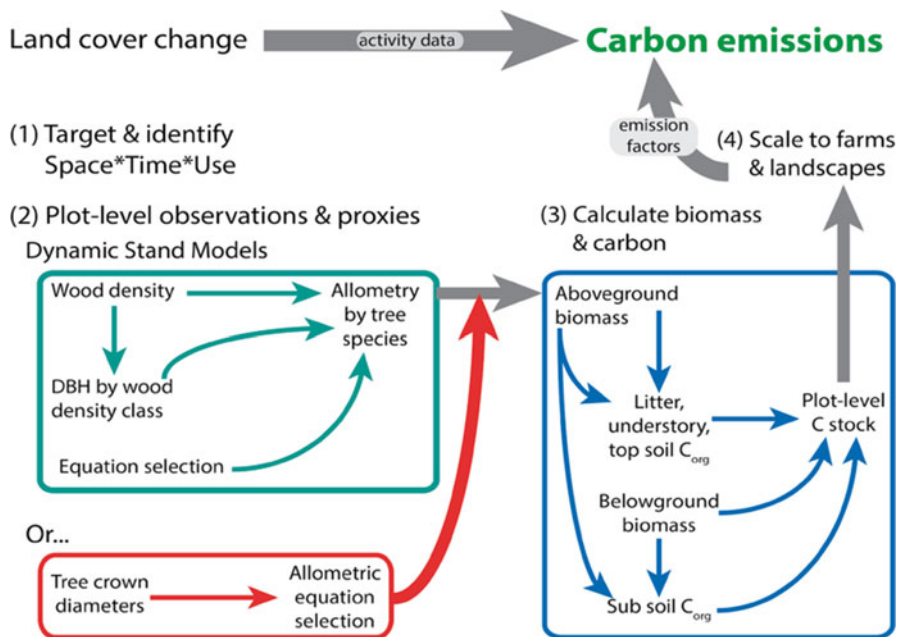 Land cover change
activity data
Carbon emissions
(1) Target & identify
Space*Time*Use
emission
factors
(4) Scale to farms
& landscapes
(2) Plot-level observations & proxies
Dynamic Stand Models
Wood density
Allometry
by tree
species
DBH by wood
density class
Equation selection
Or...
Tree crown
diameters
Allometric
equation
selection
(3) Calculate biomass
& carbon
Aboveground
biomass
Litter,
understory,
top soil Corg
Plot-level
C stock
Belowground
biomass
Sub soil Corg